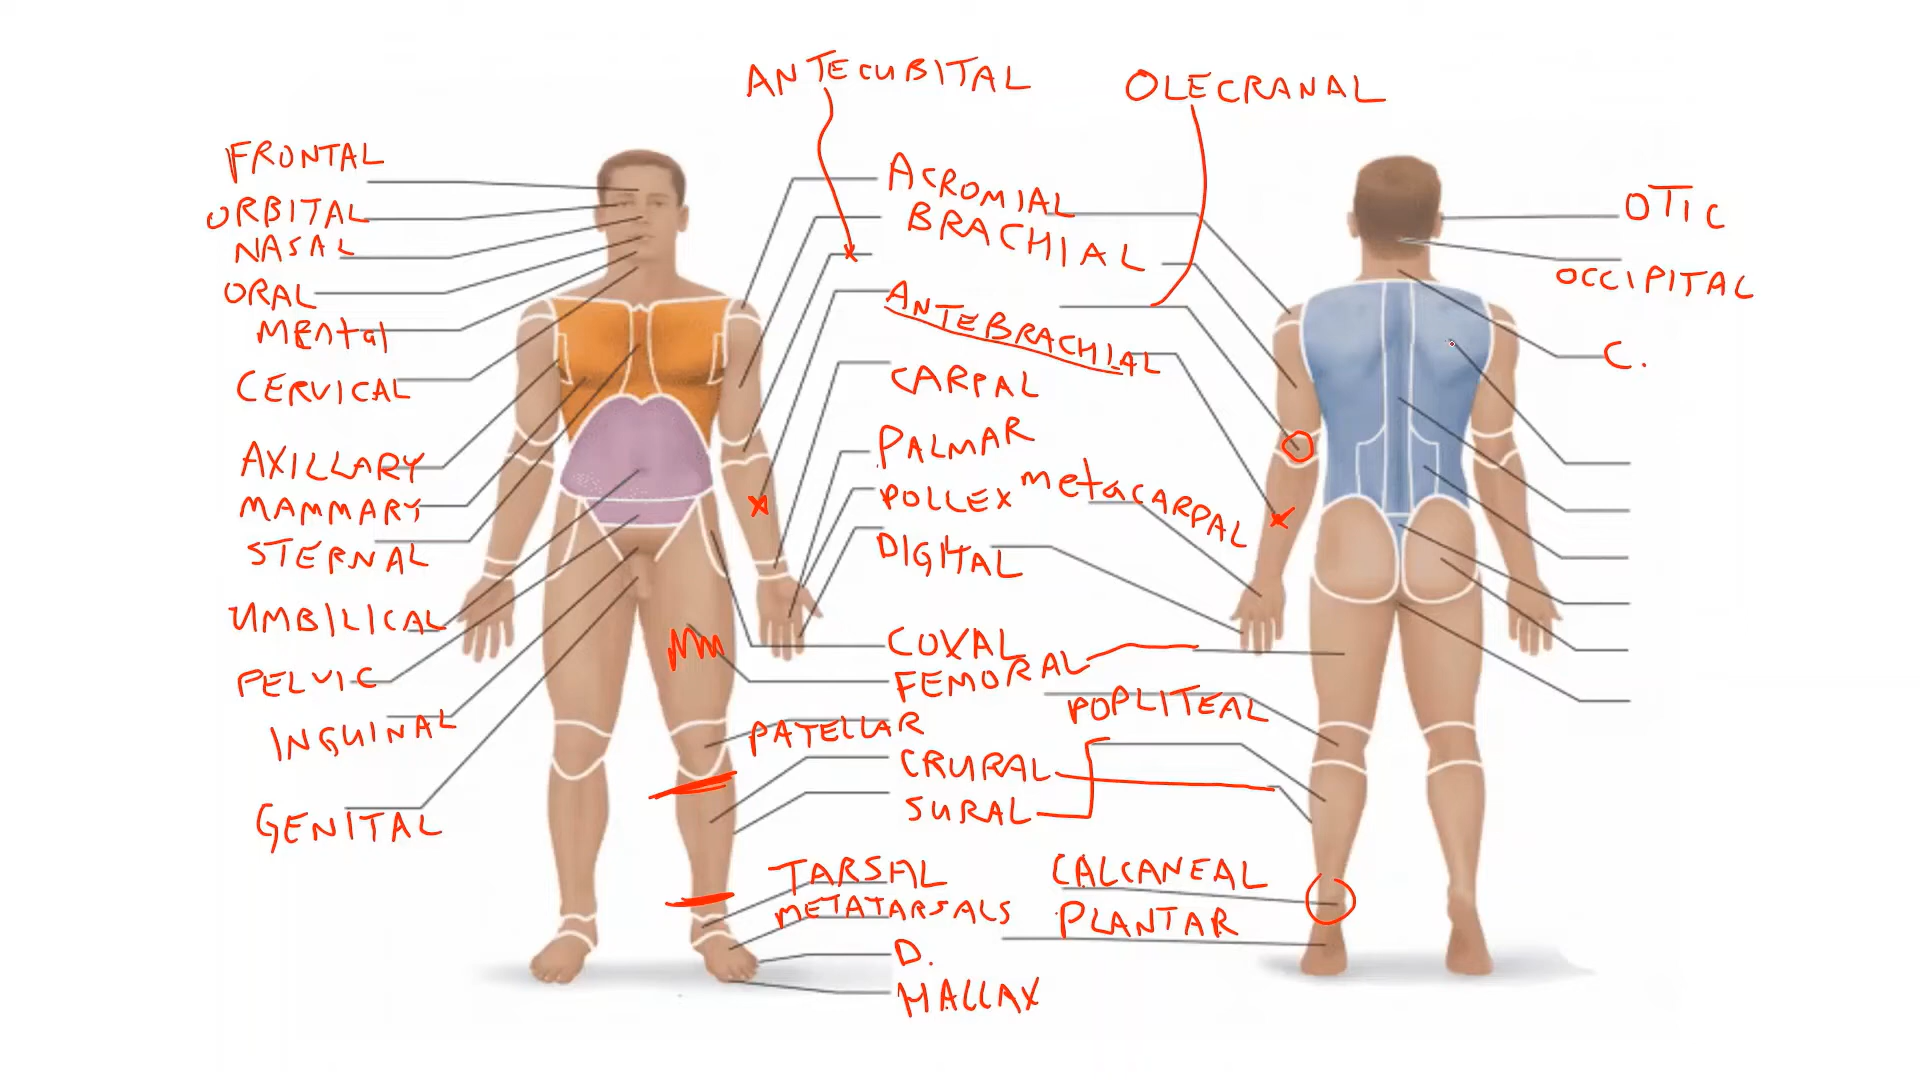 ANTECUBITAL
OLECRANAL
FRONTAL
ORBITAL
NASAL
ORAL
MENtal
CERVICAL
AXILLARY
MAMMARY
STERNAL
UMBILICAL
PELVIC
INGUINAL
GENITAL
ACROMIAL
BRACHIAL
ANTEBRACHIAL
CARPAL
PALMAR
POLLEX
metACARPAL
DIGITAL
COXAL
FEMORAL
PATELLAR
POPLITEAL
CRURAL
SURAL
TARSAL
METATARSALS
D.
HALLAX
CALCANEAL
PLANTAR
OTIC
OCCIPITAL
C.